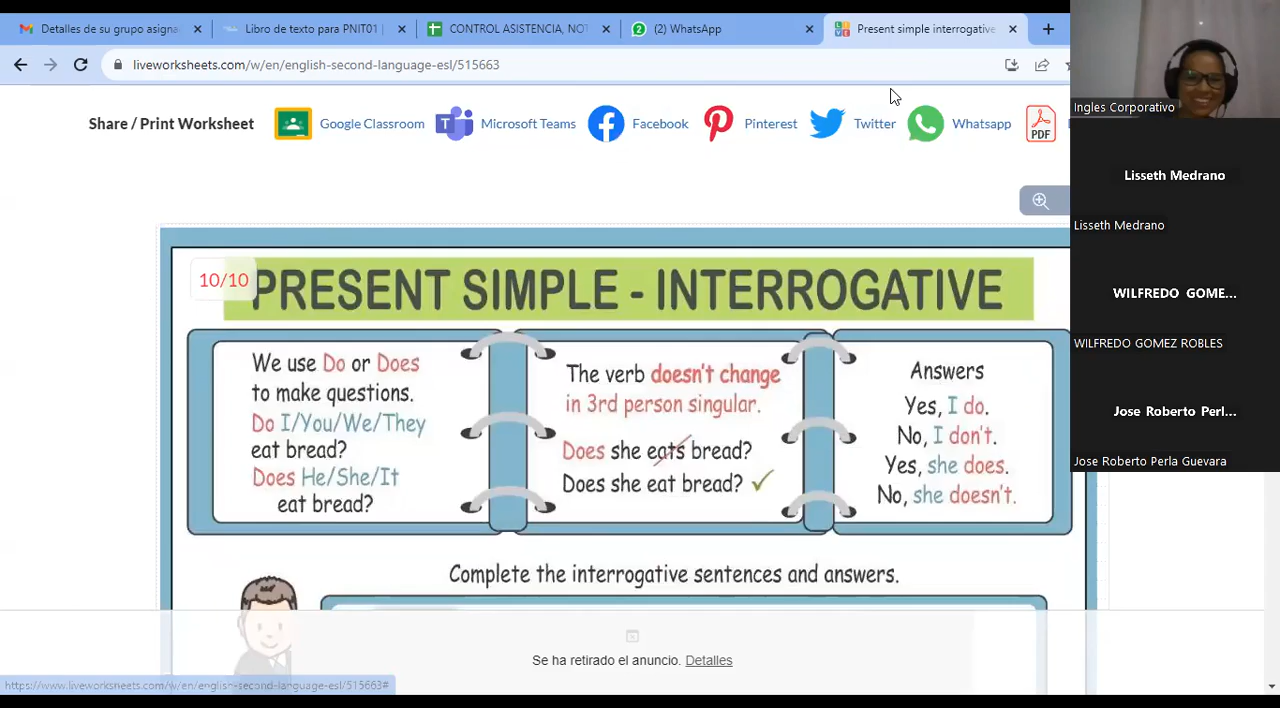 Detalles de su grupo asigna
Libro de texto para PNIT01 |
CONTROL ASISTENCIA, NOT
(2) WhatsApp
Present simple interrogative
liveworksheets.com/w/en/english-second-language-esl/515663
Ingles Corporativo
Share / Print Worksheet
Google Classroom
Microsoft Teams
Facebook
Pinterest
Twitter
Whatsapp
PDF
Lisseth Medrano
Lisseth Medrano
WILFREDO GOME...
WILFREDO GOMEZ ROBLES
Jose Roberto Perl...
Jose Roberto Perla Guevara
10/10
PRESENT SIMPLE - INTERROGATIVE
We use Do or Does
to make questions.
Do I/You/We/They
eat bread?
Does He/She/It
eat bread?
The verb doesn't change
in 3rd person singular.
Does she eats bread?
Does she eat bread? ✓
Answers
Yes, I do.
No, I don't.
Yes, she does.
No, she doesn't.
Complete the interrogative sentences and answers.
Se ha retirado el anuncio. Detalles
https://www.liveworksheets.com/w/en/english-second-language-esl/515663#